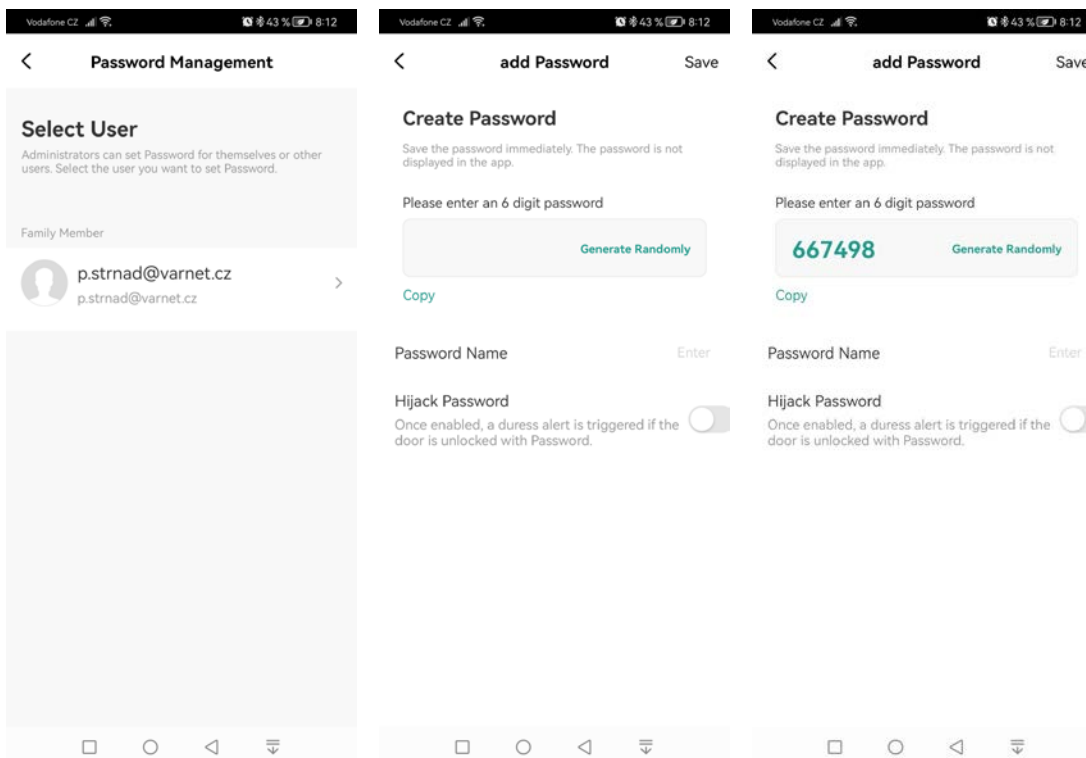 Vodafone CZ 43 % 8:12
Password Management
Select User
Administrators can set Password for themselves or other
users. Select the user you want to set Password.
Family Member
p.strnad@varnet.cz
p.strnad@varnet.cz
Vodafone CZ 43 % 8:12
add Password Save
Create Password
Save the password immediately. The password is not
displayed in the app.
Please enter an 6 digit password
Generate Randomly
Copy
Password Name Enter
Hijack Password
Once enabled, a duress alert is triggered if the
door is unlocked with Password.
Vodafone CZ 43 % 8:12
add Password Save
Create Password
Save the password immediately. The password is not
displayed in the app.
Please enter an 6 digit password
667498 Generate Randomly
Copy
Password Name Enter
Hijack Password
Once enabled, a duress alert is triggered if the
door is unlocked with Password.